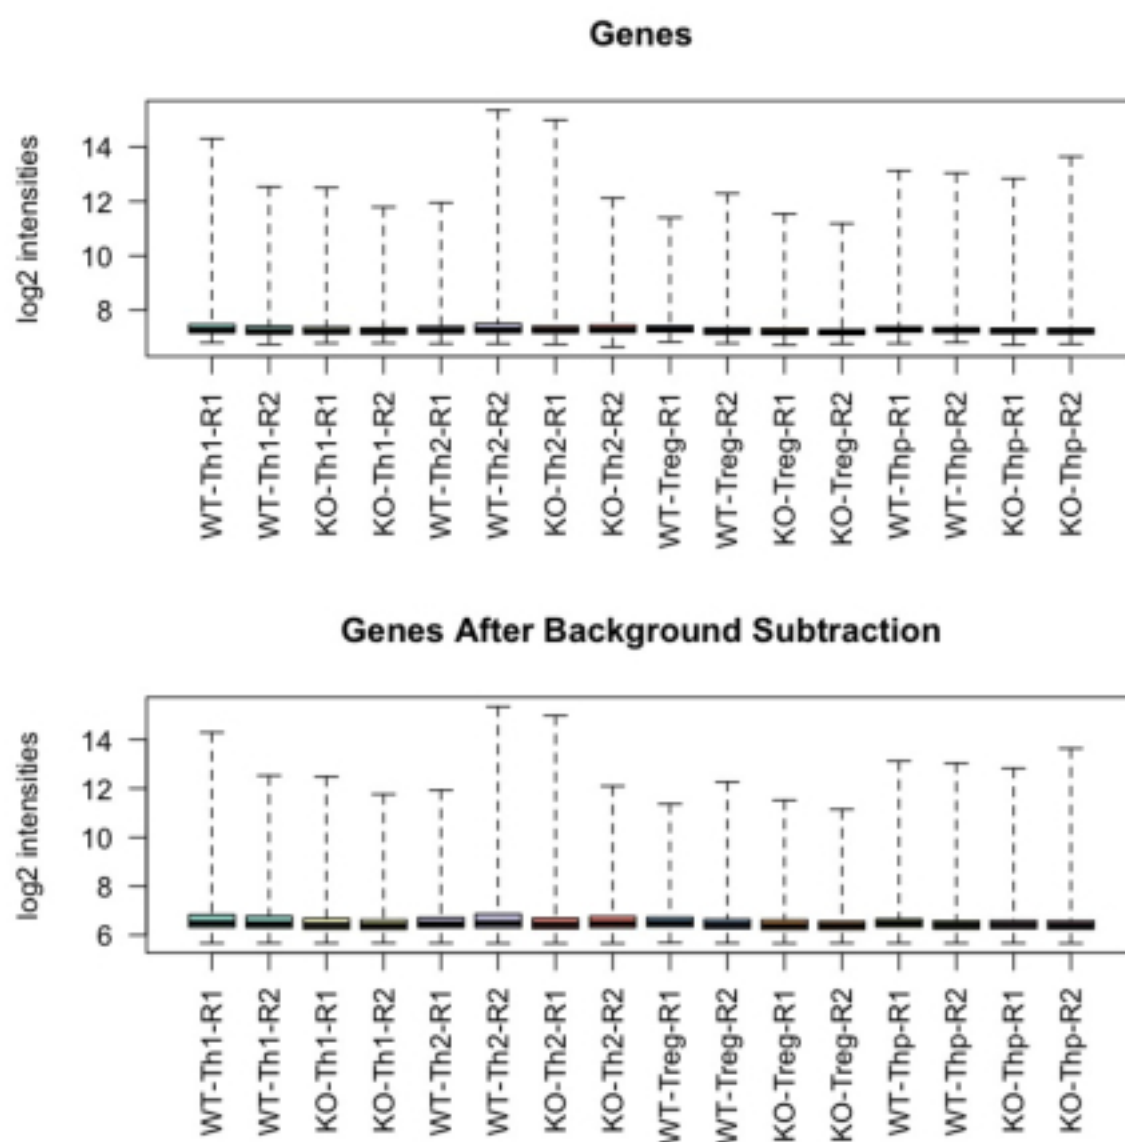 Genes
log2 intensities
14
12
10
8
WT-Th1-R1
WT-Th1-R2
KO-Th1-R1
KO-Th1-R2
WT-Th2-R1
WT-Th2-R2
KO-Th2-R1
KO-Th2-R2
WT-Treg-R1
WT-Treg-R2
KO-Treg-R1
KO-Treg-R2
WT-Thp-R1
WT-Thp-R2
KO-Thp-R1
KO-Thp-R2
Genes After Background Subtraction
log2 intensities
14
12
10
8
6
WT-Th1-R1
WT-Th1-R2
KO-Th1-R1
KO-Th1-R2
WT-Th2-R1
WT-Th2-R2
KO-Th2-R1
KO-Th2-R2
WT-Treg-R1
WT-Treg-R2
KO-Treg-R1
KO-Treg-R2
WT-Thp-R1
WT-Thp-R2
KO-Thp-R1
KO-Thp-R2